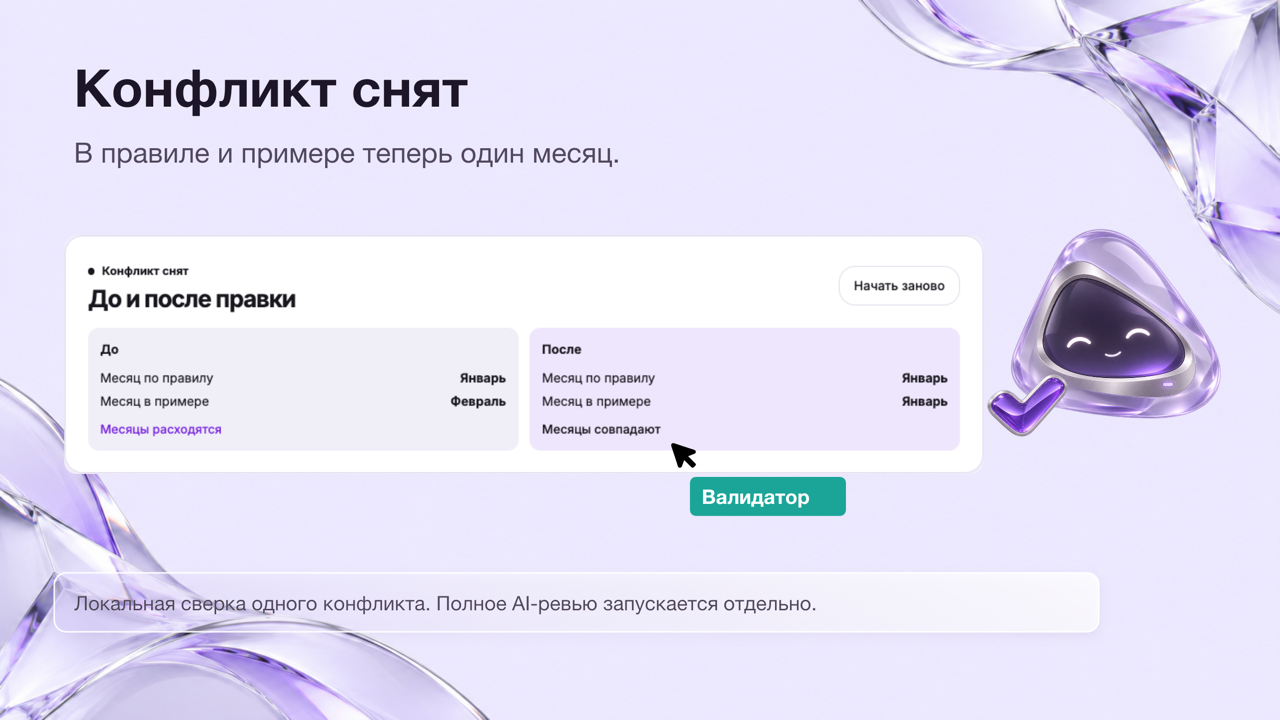 Конфликт снят
В правиле и примере теперь один месяц.
Конфликт снят
До и после правки
Начать заново
До
Месяц по правилу Январь
Месяц в примере Февраль
Месяцы расходятся
После
Месяц по правилу Январь
Месяц в примере Январь
Месяцы совпадают
Валидатор
Локальная сверка одного конфликта. Полное AI-ревью запускается отдельно.